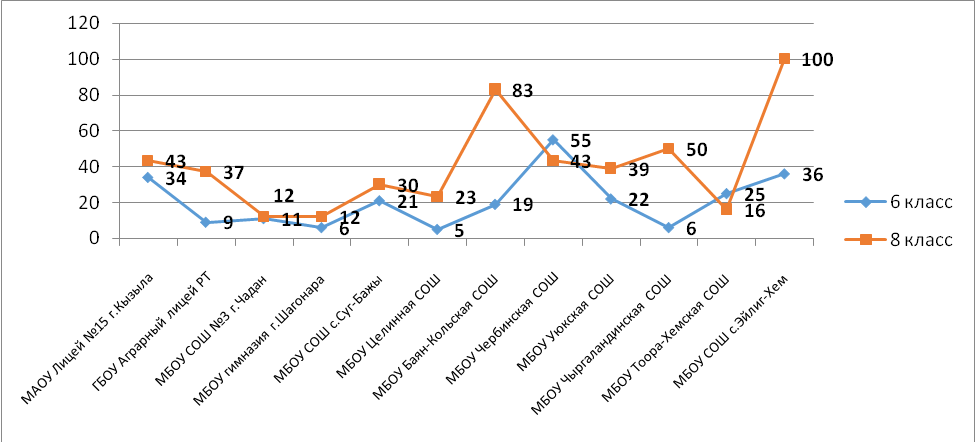 120
100
80
60
40
20
0
43
34
37
9
12
11
12
6
30
21
23
5
83
19
55
43
39
22
50
6
25
16
100
36
6 класс
8 класс
МАОУ Лицей №15 г.Кызыла
ГБОУ Аграрный лицей РТ
МБОУ СОШ №3 г.Чадан
МБОУ гимназия г.Шагонара
МБОУ СОШ с.Суг-Бажы
МБОУ Целинная СОШ
МБОУ Баян-Кольская СОШ
МБОУ Чербинская СОШ
МБОУ Уюкская СОШ
МБОУ Чыргаландинская СОШ
МБОУ Тоора-Хемская СОШ
МБОУ СОШ с.Эйлиг-Хем